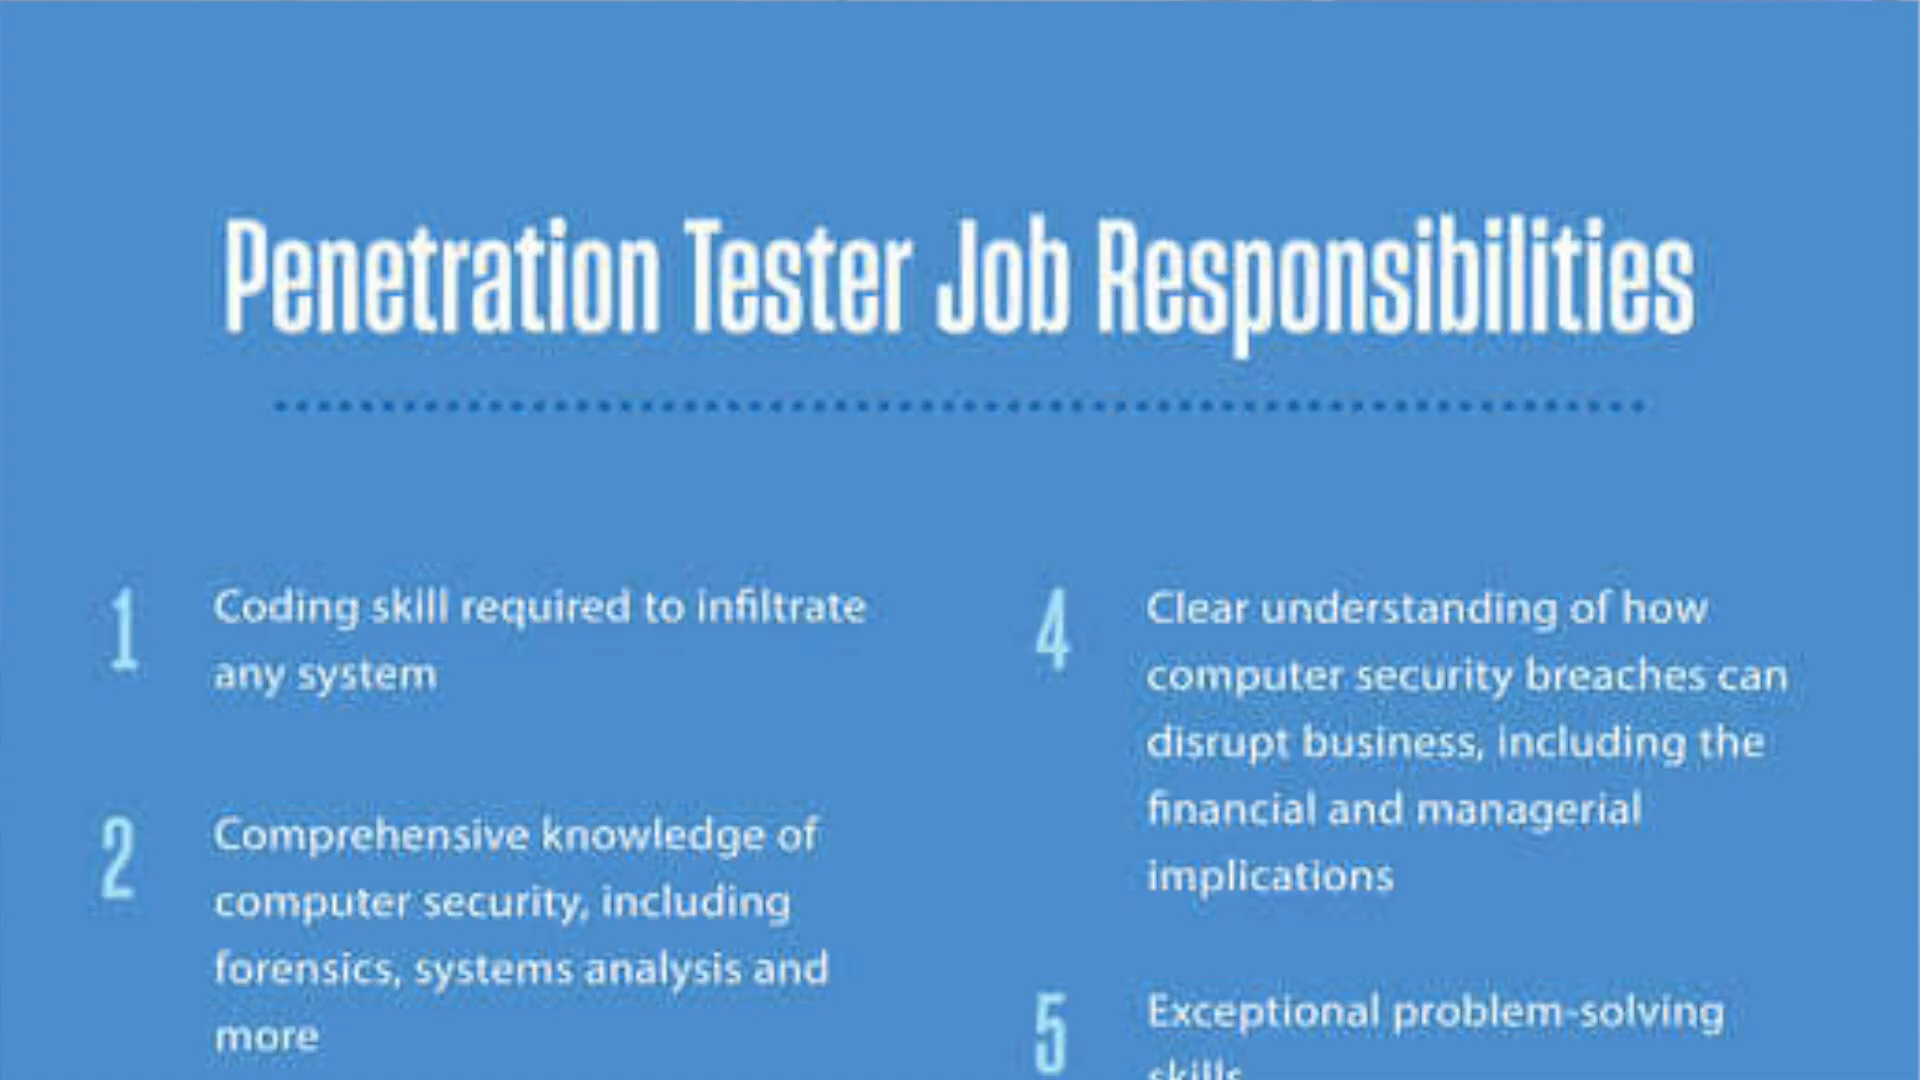 Penetration Tester Job Responsibilities
1
Coding skill required to infiltrate
any system
2
Comprehensive knowledge of
computer security, including
forensics, systems analysis and
more
4
Clear understanding of how
computer security breaches can
disrupt business, including the
financial and managerial
implications
5
Exceptional problem-solving
skills